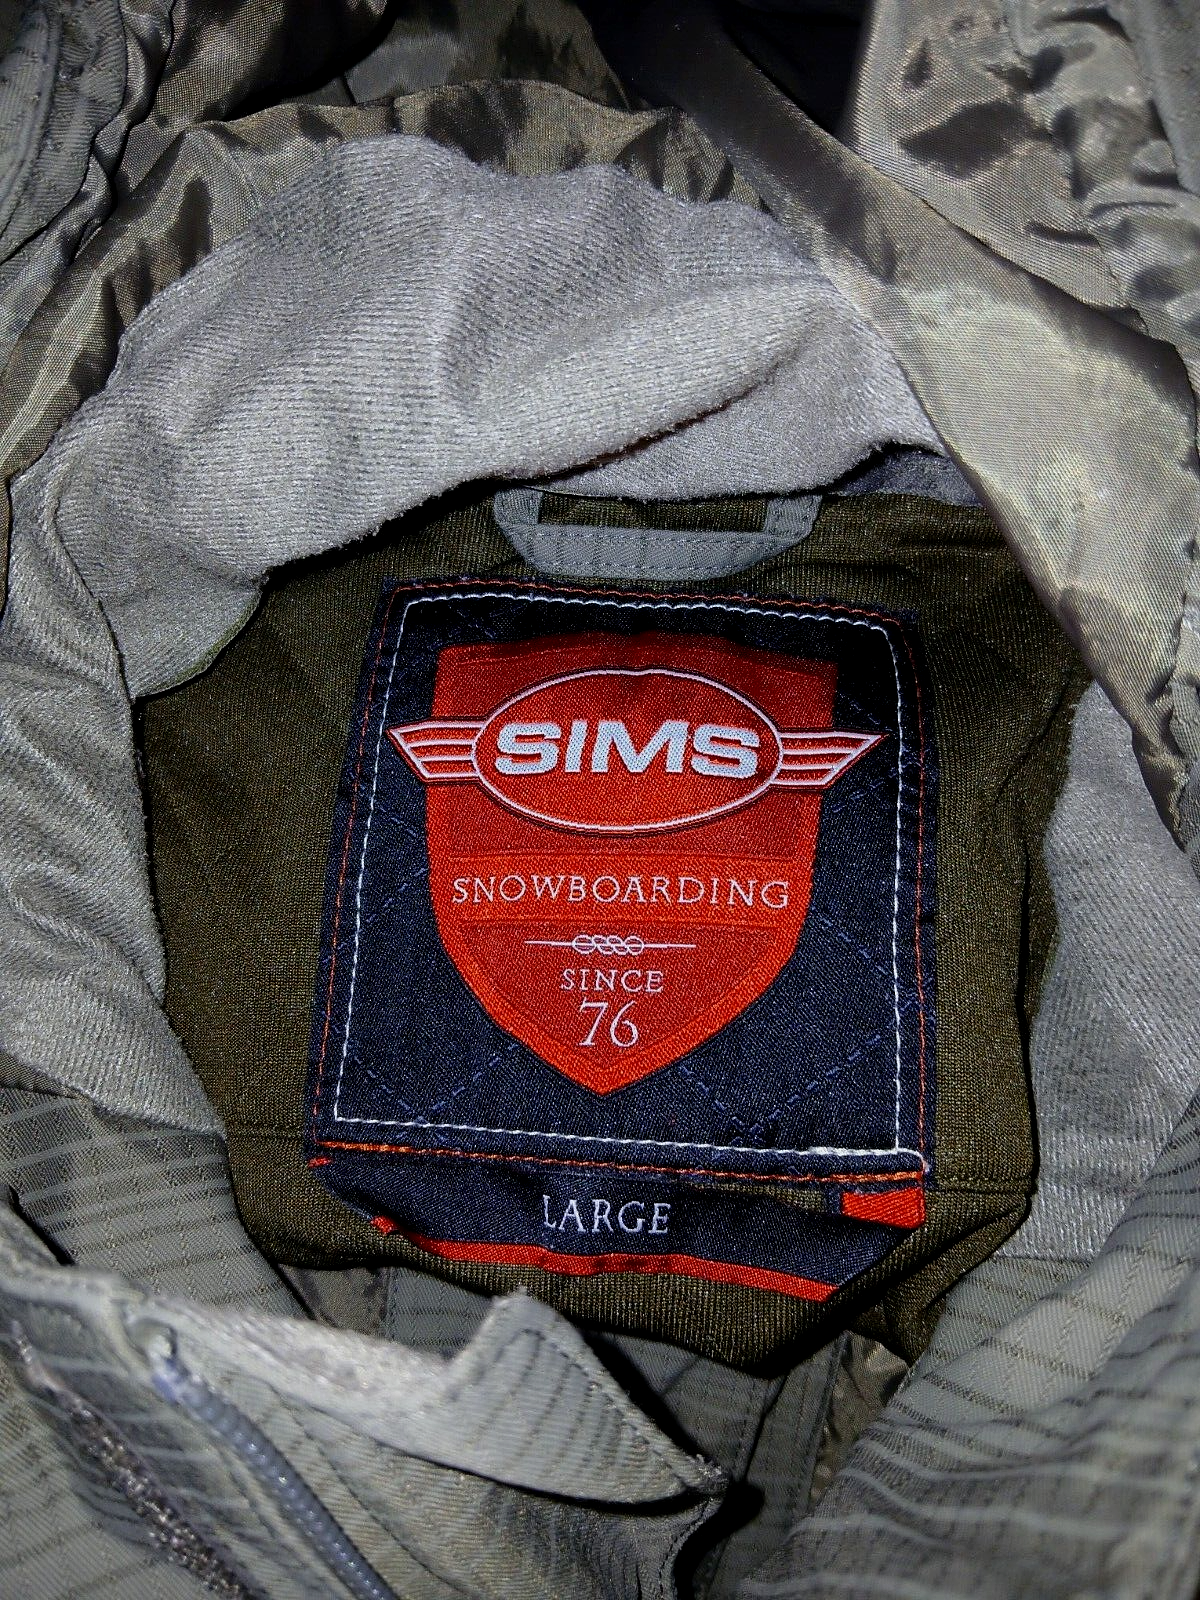 SIMS
SNOWBOARDING
SINCE
76
LARGE